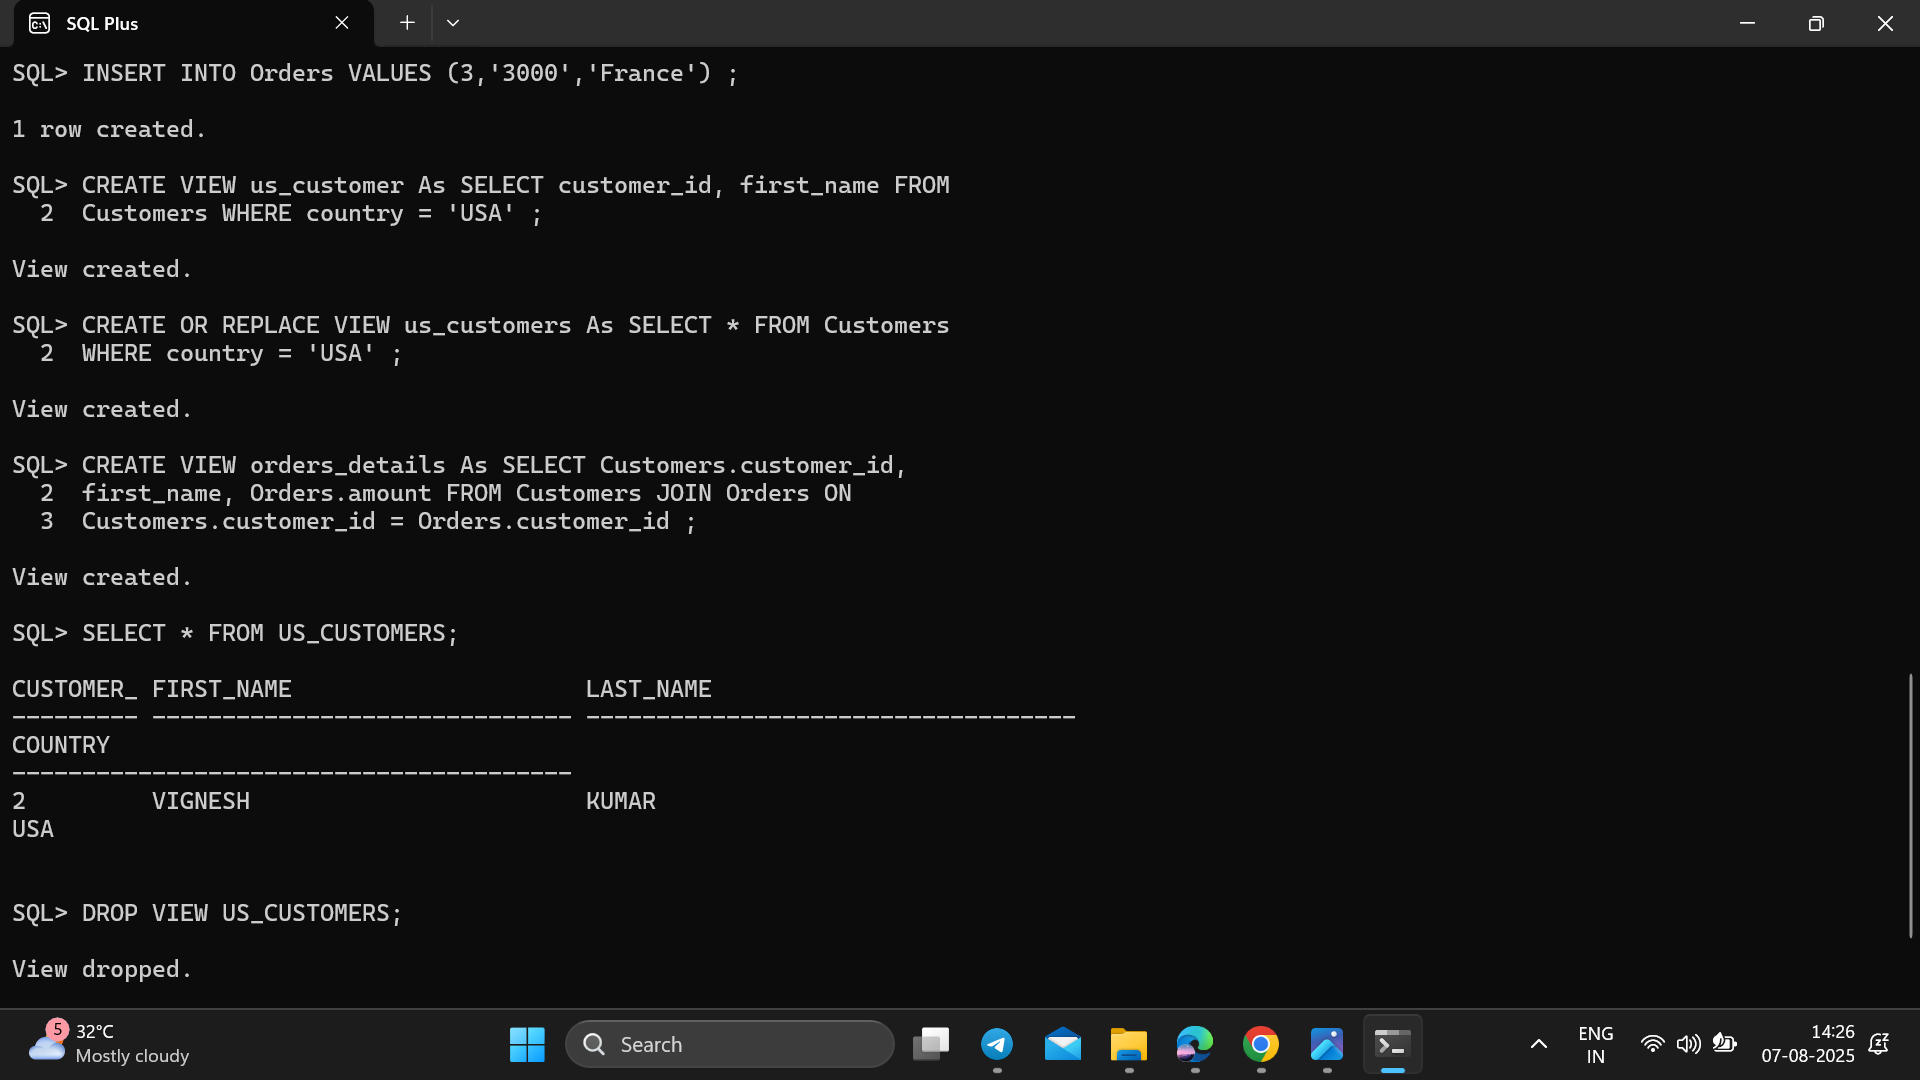 SQL Plus
SQL> INSERT INTO Orders VALUES (3,'3000','France') ;
1 row created.
SQL> CREATE VIEW us_customer As SELECT customer_id, first_name FROM
  2  Customers WHERE country = 'USA' ;
View created.
SQL> CREATE OR REPLACE VIEW us_customers As SELECT * FROM Customers
  2  WHERE country = 'USA' ;
View created.
SQL> CREATE VIEW orders_details As SELECT Customers.customer_id,
  2  first_name, Orders.amount FROM Customers JOIN Orders ON
  3  Customers.customer_id = Orders.customer_id ;
View created.
SQL> SELECT * FROM US_CUSTOMERS;
CUSTOMER_ FIRST_NAME                     LAST_NAME
--------- ------------------------------ -----------------------------------
COUNTRY
----------------------------------------
2         VIGNESH                        KUMAR
USA
SQL> DROP VIEW US_CUSTOMERS;
View dropped.
5
32°C
Mostly cloudy
Search
ENG
IN
14:26
07-08-2025